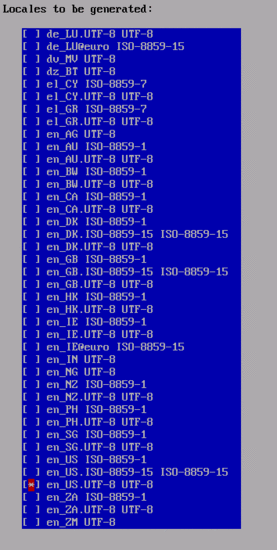 Locales to be generated:
[ ] de_LU.UTF-8 UTF-8
[ ] de_LU@euro ISO-8859-15
[ ] dv_MV UTF-8
[ ] dz_BT UTF-8
[ ] el_CY ISO-8859-7
[ ] el_CY.UTF-8 UTF-8
[ ] el_GR ISO-8859-7
[ ] el_GR.UTF-8 UTF-8
[ ] en_AG UTF-8
[ ] en_AU ISO-8859-1
[ ] en_AU.UTF-8 UTF-8
[ ] en_BW ISO-8859-1
[ ] en_BW.UTF-8 UTF-8
[ ] en_CA ISO-8859-1
[ ] en_CA.UTF-8 UTF-8
[ ] en_DK ISO-8859-1
[ ] en_DK.ISO-8859-15 ISO-8859-15
[ ] en_DK.UTF-8 UTF-8
[ ] en_GB ISO-8859-1
[ ] en_GB.ISO-8859-15 ISO-8859-15
[ ] en_GB.UTF-8 UTF-8
[ ] en_HK ISO-8859-1
[ ] en_HK.UTF-8 UTF-8
[ ] en_IE ISO-8859-1
[ ] en_IE.UTF-8 UTF-8
[ ] en_IE@euro ISO-8859-15
[ ] en_IN UTF-8
[ ] en_NG UTF-8
[ ] en_NZ ISO-8859-1
[ ] en_NZ.UTF-8 UTF-8
[ ] en_PH ISO-8859-1
[ ] en_PH.UTF-8 UTF-8
[ ] en_SG ISO-8859-1
[ ] en_SG.UTF-8 UTF-8
[ ] en_US ISO-8859-1
[ ] en_US.ISO-8859-15 ISO-8859-15
[*] en_US.UTF-8 UTF-8
[ ] en_ZA ISO-8859-1
[ ] en_ZA.UTF-8 UTF-8
[ ] en_ZM UTF-8